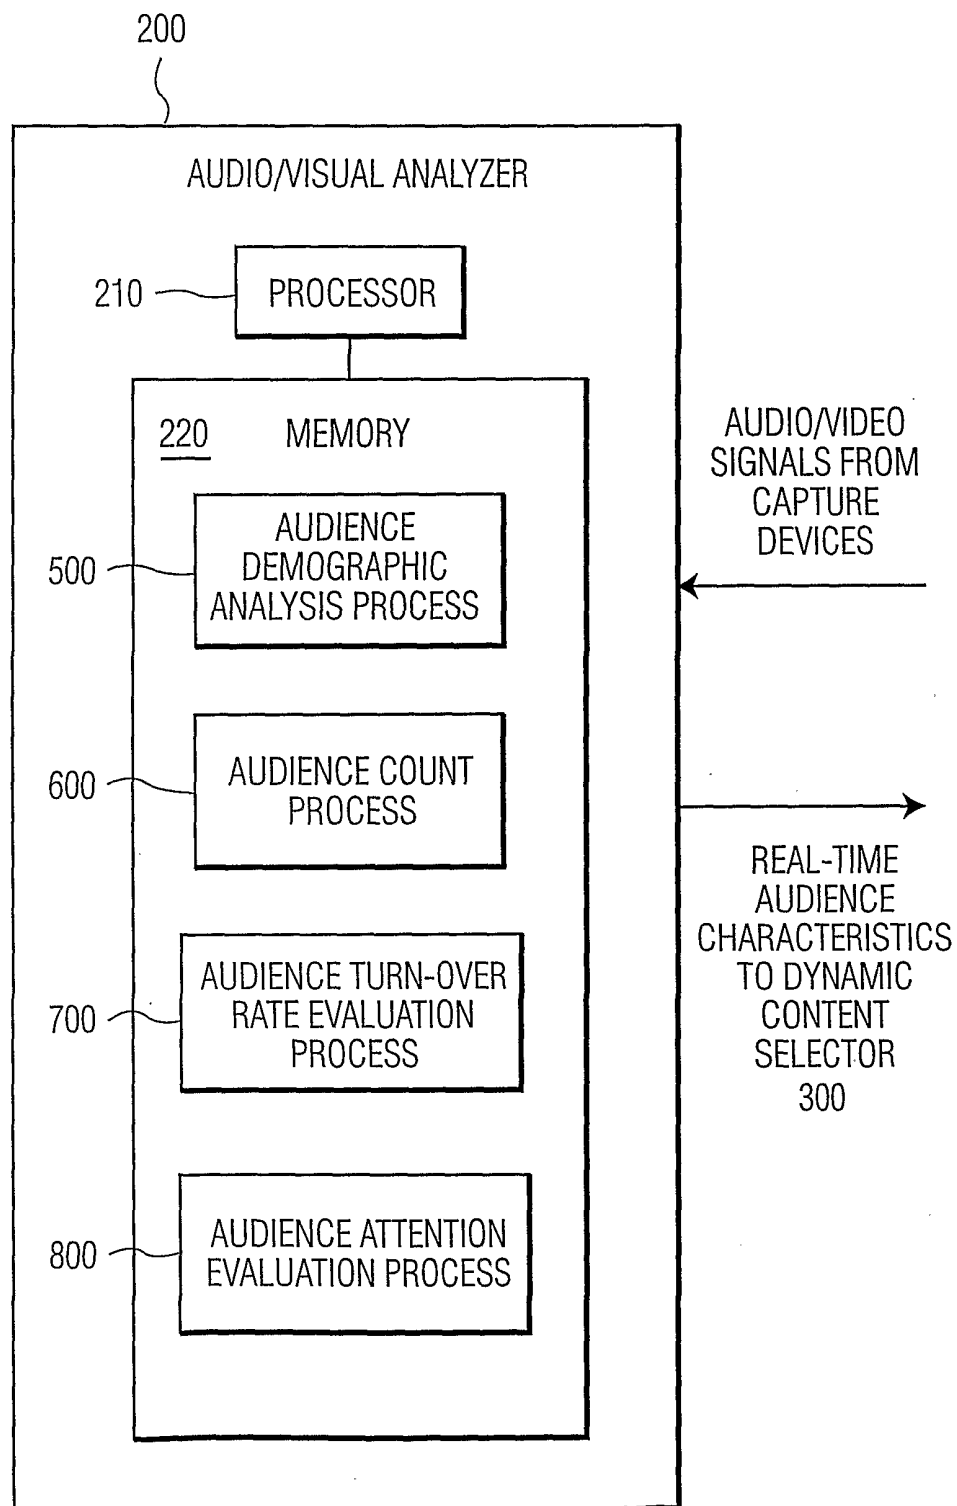 200
AUDIO/VISUAL ANALYZER
210
PROCESSOR
220 MEMORY
500
AUDIENCE
DEMOGRAPHIC
ANALYSIS PROCESS
600
AUDIENCE COUNT
PROCESS
700
AUDIENCE TURN-OVER
RATE EVALUATION
PROCESS
800
AUDIENCE ATTENTION
EVALUATION PROCESS
AUDIO/VIDEO
SIGNALS FROM
CAPTURE
DEVICES
REAL-TIME
AUDIENCE
CHARACTERISTICS
TO DYNAMIC
CONTENT
SELECTOR
300